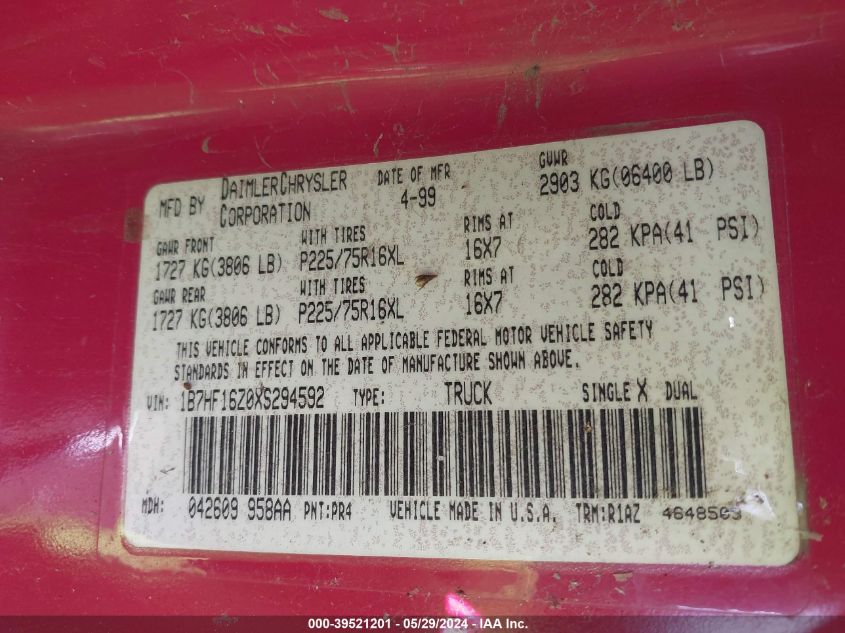 MFD BY DAIMLERCHRYSLER CORPORATION DATE OF MFR 4-99 GVWR 2903 KG(06400 LB)
GAWR FRONT WITH TIRES RIMS AT COLD
1727 KG(3806 LB) P225/75R16XL 16X7 282 KPA(41 PSI)
GAWR REAR WITH TIRES RIMS AT COLD
1727 KG(3806 LB) P225/75R16XL 16X7 282 KPA(41 PSI)
THIS VEHICLE CONFORMS TO ALL APPLICABLE FEDERAL MOTOR VEHICLE SAFETY
STANDARDS IN EFFECT ON THE DATE OF MANUFACTURE SHOWN ABOVE.
VIN: 1B7HF16Z0XS294592 TYPE: TRUCK SINGLE X DUAL
MDH: 042609 958AA PNT:PR4 VEHICLE MADE IN U.S.A. TRM:R1AZ 4648503
000-39521201 - 05/29/2024 - IAA Inc.